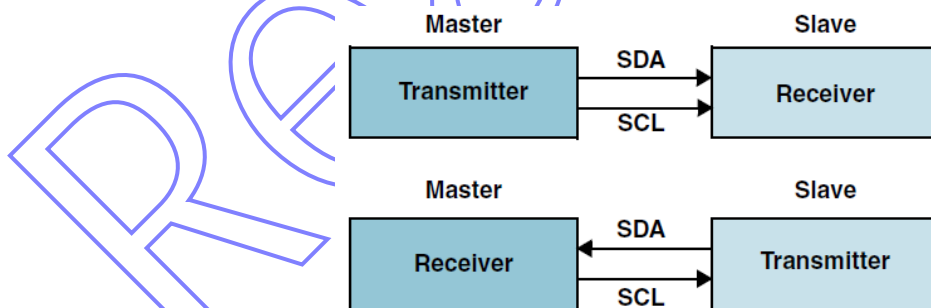 Master Slave
SDA
Transmitter Receiver
SCL
Master Slave
SDA
Receiver Transmitter
SCL